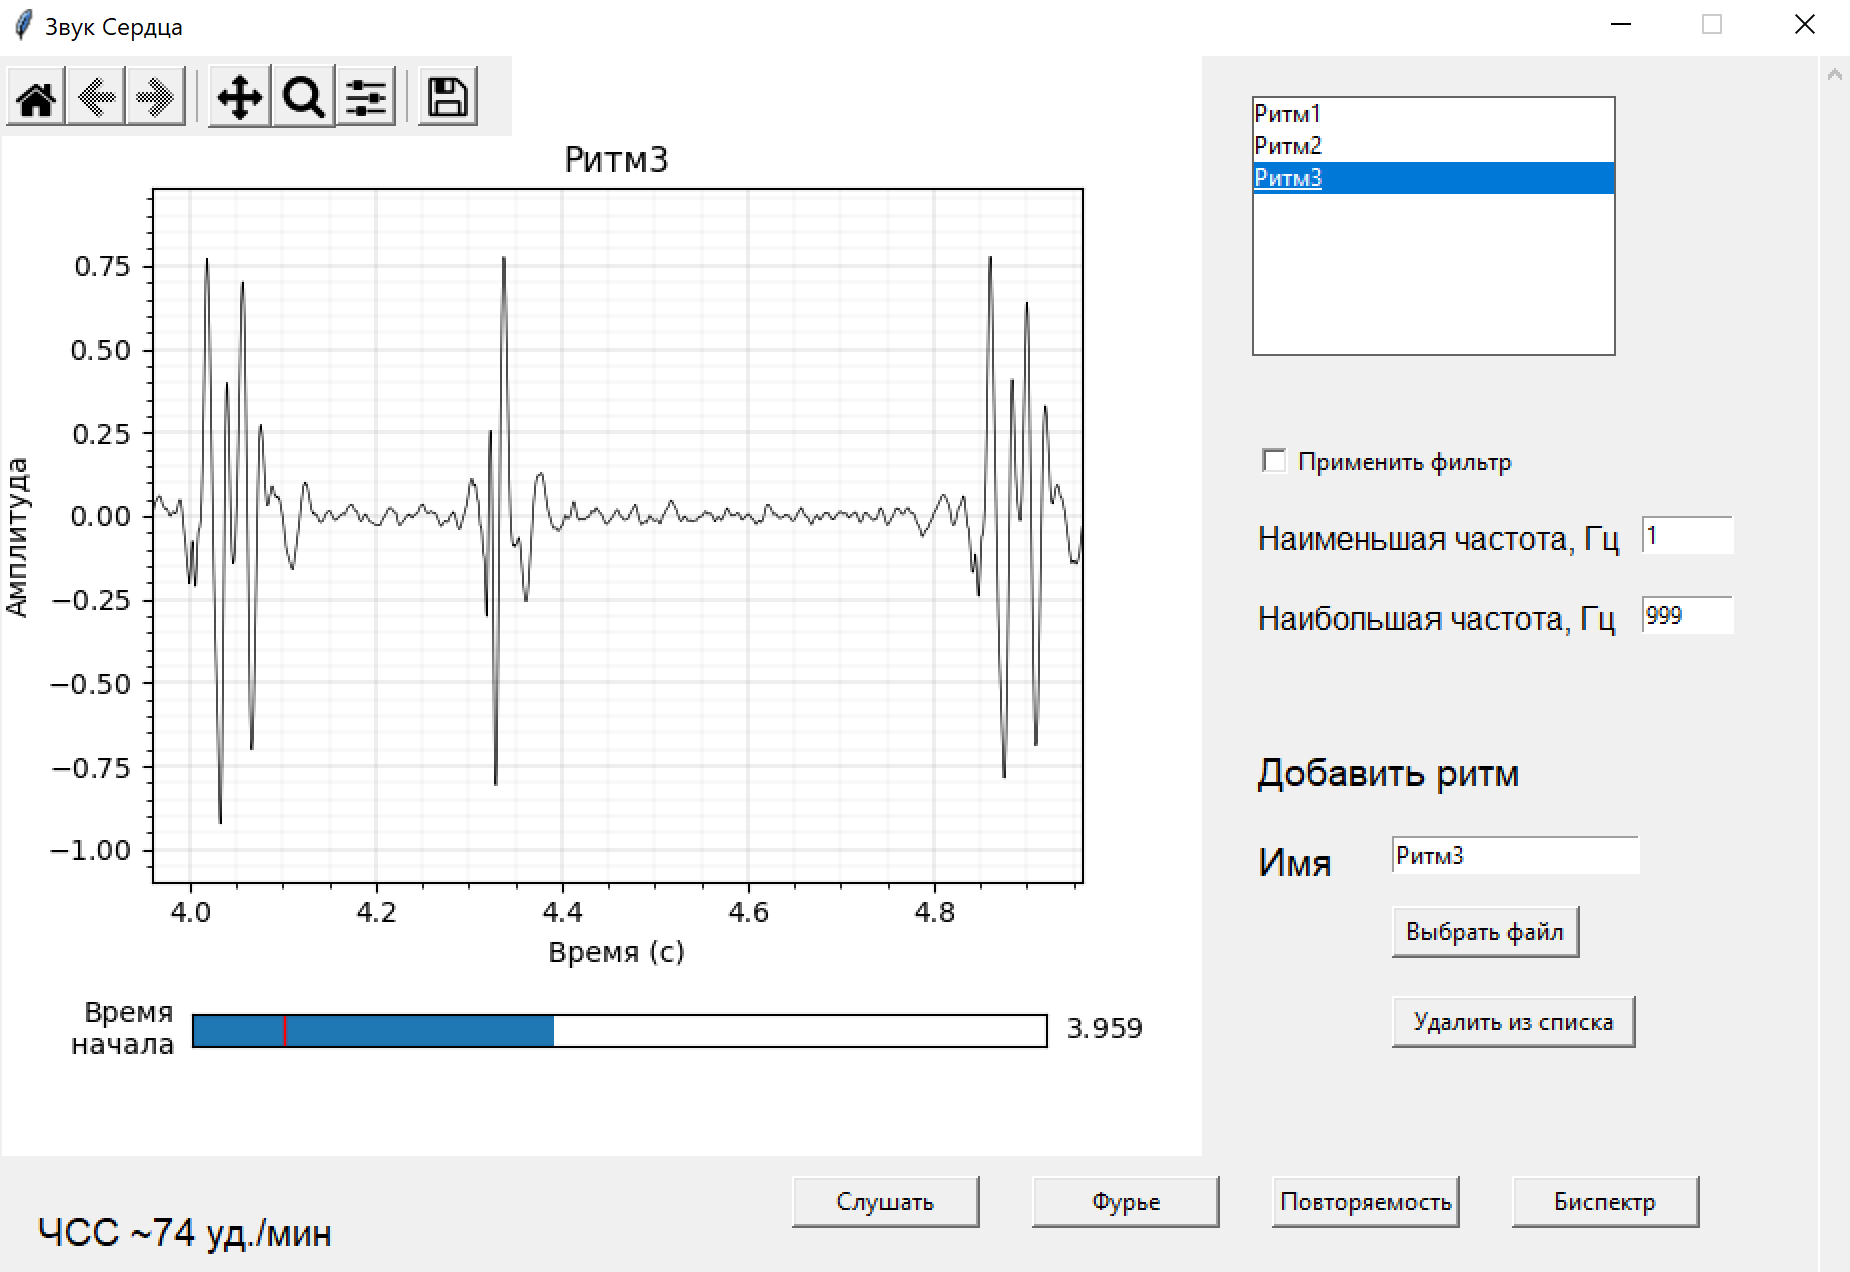 Звук Сердца
Ритм3
0.75
0.50
0.25
0.00
−0.25
−0.50
−0.75
−1.00
Амплитуда
4.0 4.2 4.4 4.6 4.8
Время (с)
Время
начала
3.959
Ритм1
Ритм2
Ритм3
Применить фильтр
Наименьшая частота, Гц 1
Наибольшая частота, Гц 999
Добавить ритм
Имя Ритм3
Выбрать файл
Удалить из списка
ЧСС ~74 уд./мин
Слушать Фурье Повторяемость Биспектр